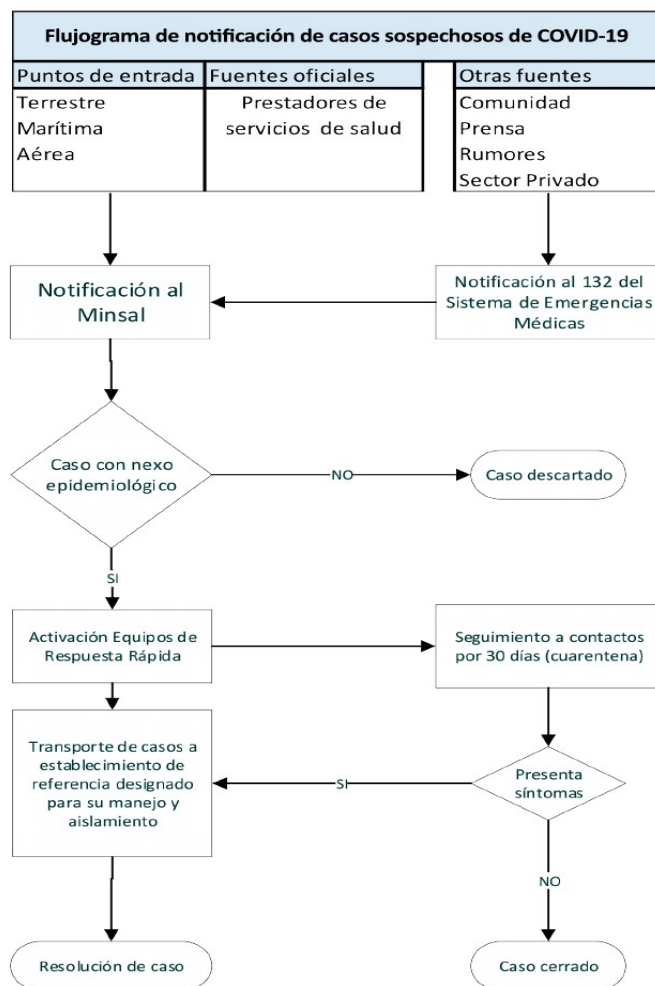 Flujograma de notificación de casos sospechosos de COVID-19
Puntos de entrada
Terrestre
Marítima
Aérea
Fuentes oficiales
Prestadores de
servicios de salud
Otras fuentes
Comunidad
Prensa
Rumores
Sector Privado
Notificación al
Minsal
Notificación al 132 del
Sistema de Emergencias
Médicas
Caso con nexo
epidemiológico
NO
Caso descartado
SI
Activación Equipos de
Respuesta Rápida
Seguimiento a contactos
por 30 días (cuarentena)
Transporte de casos a
establecimiento de
referencia designado
para su manejo y
aislamiento
SI
Presenta
síntomas
NO
Resolución de caso
Caso cerrado